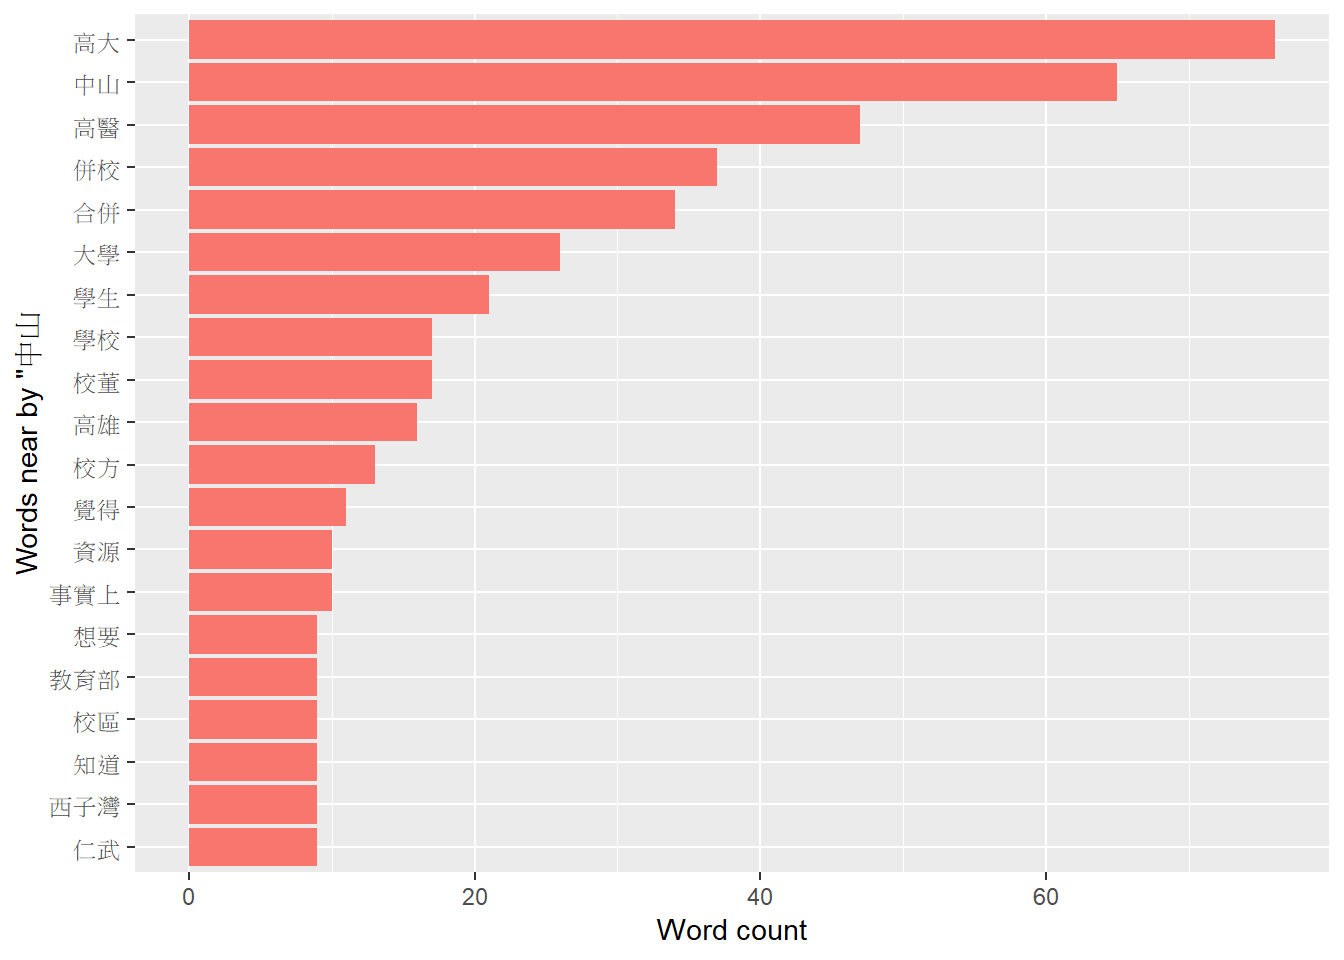 高大
中山
高醫
併校
合併
大學
學生
學校
校董
高雄
校方
覺得
資源
事實上
想要
教育部
校區
知道
西子灣
仁武
Words near by "中山
0 20 40 60
Word count